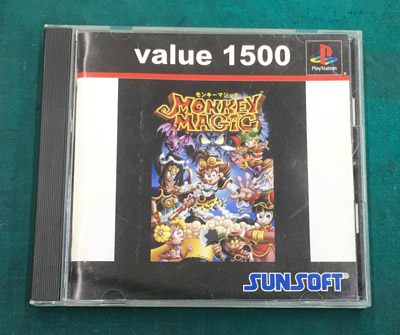 value 1500
PlayStation
モンキーマジック
MONKEY
MAGIC
SUNSOFT®